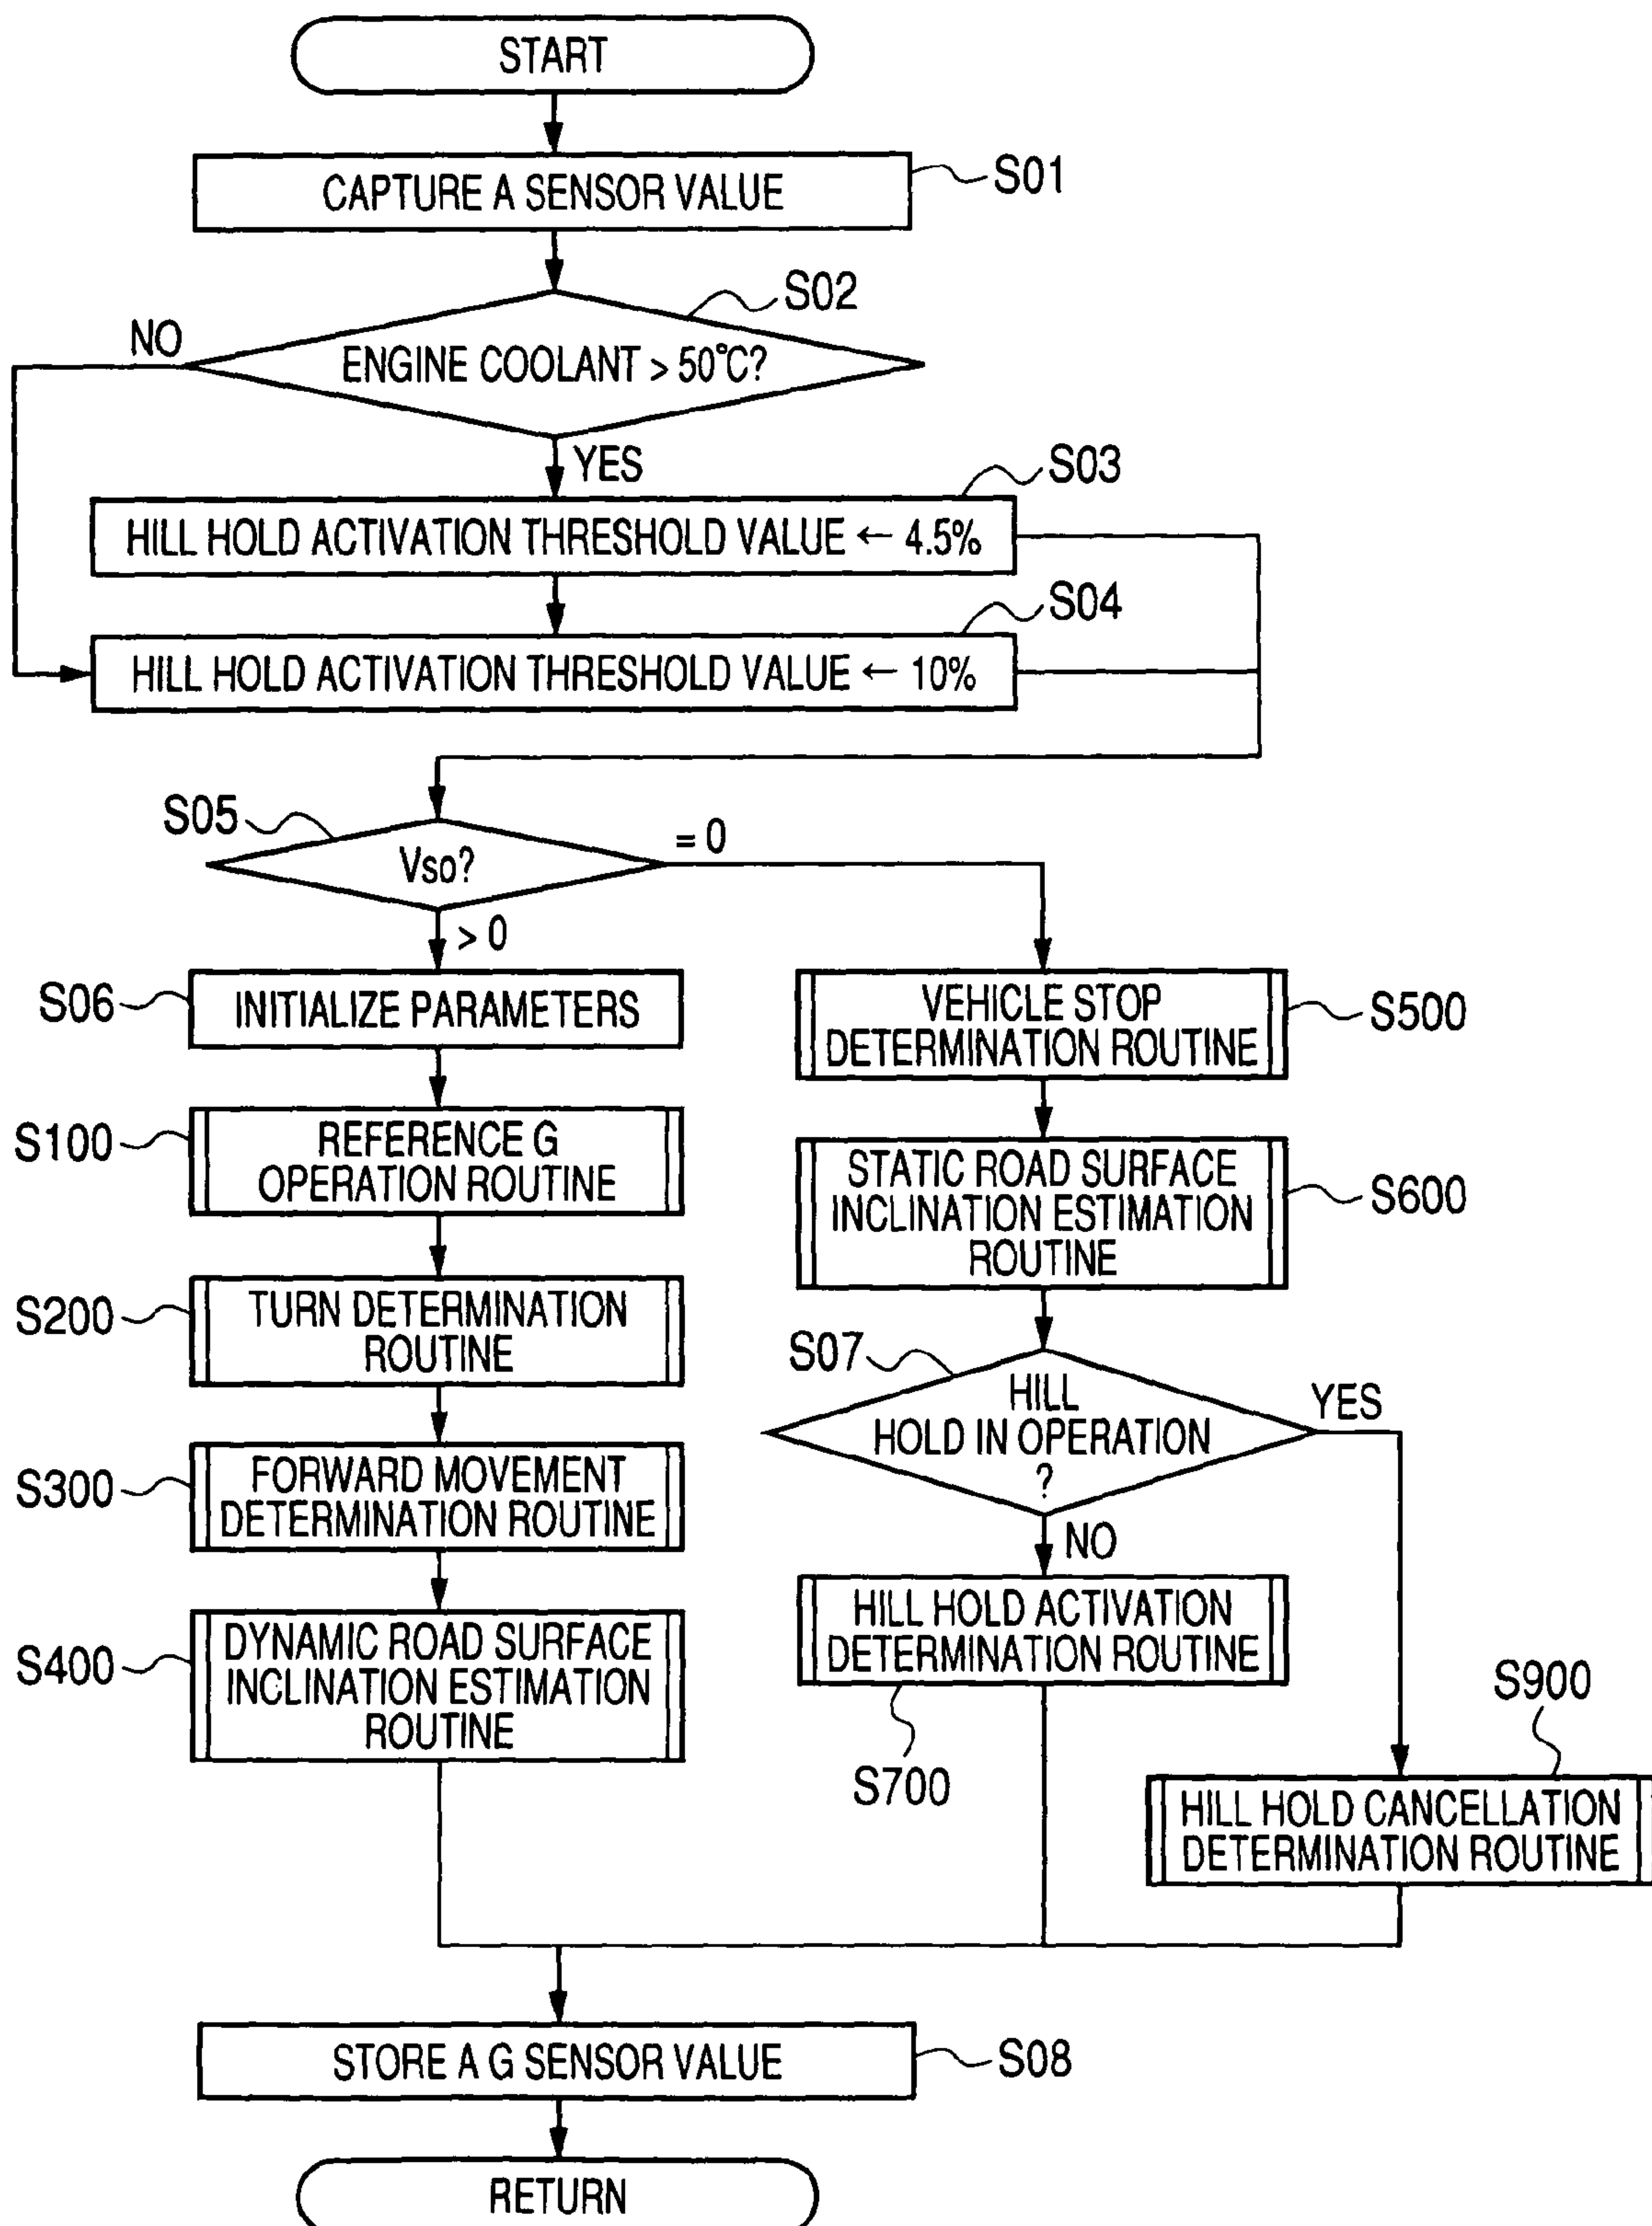 START
CAPTURE A SENSOR VALUE
S01
S02
NO
ENGINE COOLANT > 50°C?
YES
S03
HILL HOLD ACTIVATION THRESHOLD VALUE ← 4.5%
S04
HILL HOLD ACTIVATION THRESHOLD VALUE ← 10%
S05
Vso?
= 0
> 0
S06
INITIALIZE PARAMETERS
S100
REFERENCE G
OPERATION ROUTINE
S200
TURN DETERMINATION
ROUTINE
S300
FORWARD MOVEMENT
DETERMINATION ROUTINE
S400
DYNAMIC ROAD SURFACE
INCLINATION ESTIMATION
ROUTINE
VEHICLE STOP
DETERMINATION ROUTINE
S500
STATIC ROAD SURFACE
INCLINATION ESTIMATION
ROUTINE
S600
S07
HILL
HOLD IN OPERATION
?
YES
NO
HILL HOLD ACTIVATION
DETERMINATION ROUTINE
S700
S900
HILL HOLD CANCELLATION
DETERMINATION ROUTINE
STORE A G SENSOR VALUE
S08
RETURN